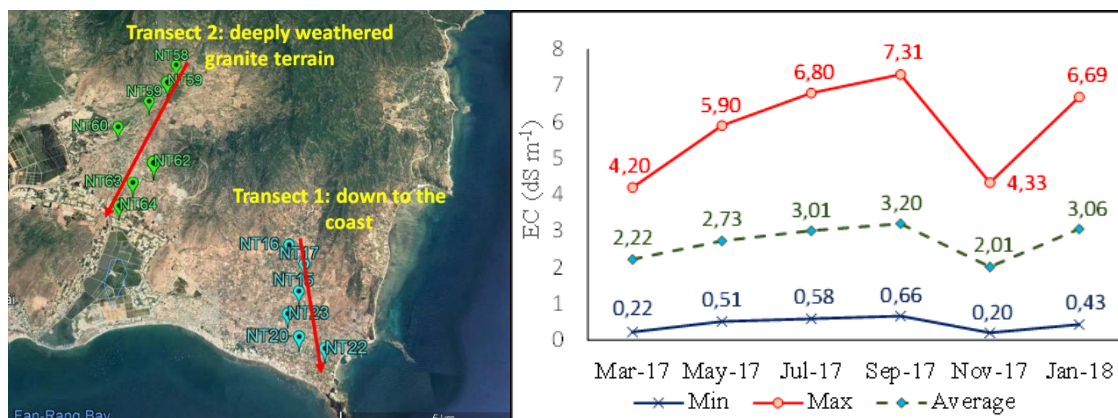 Transect 2: deeply weathered
granite terrain
NT58
NT59
NT59
NT60
NT62
NT63
NT64
Transect 1: down to the
coast
NT16
NT17
NT15
NT23
NT20
NT22
EC (dS m-1)
8
7
6
5
4
3
2
1
0
4,20
5,90
6,80
7,31
4,33
6,69
2,22
2,73
3,01
3,20
2,01
3,06
0,22
0,51
0,58
0,66
0,20
0,43
Mar-17 May-17 Jul-17 Sep-17 Nov-17 Jan-18
Min Max Average